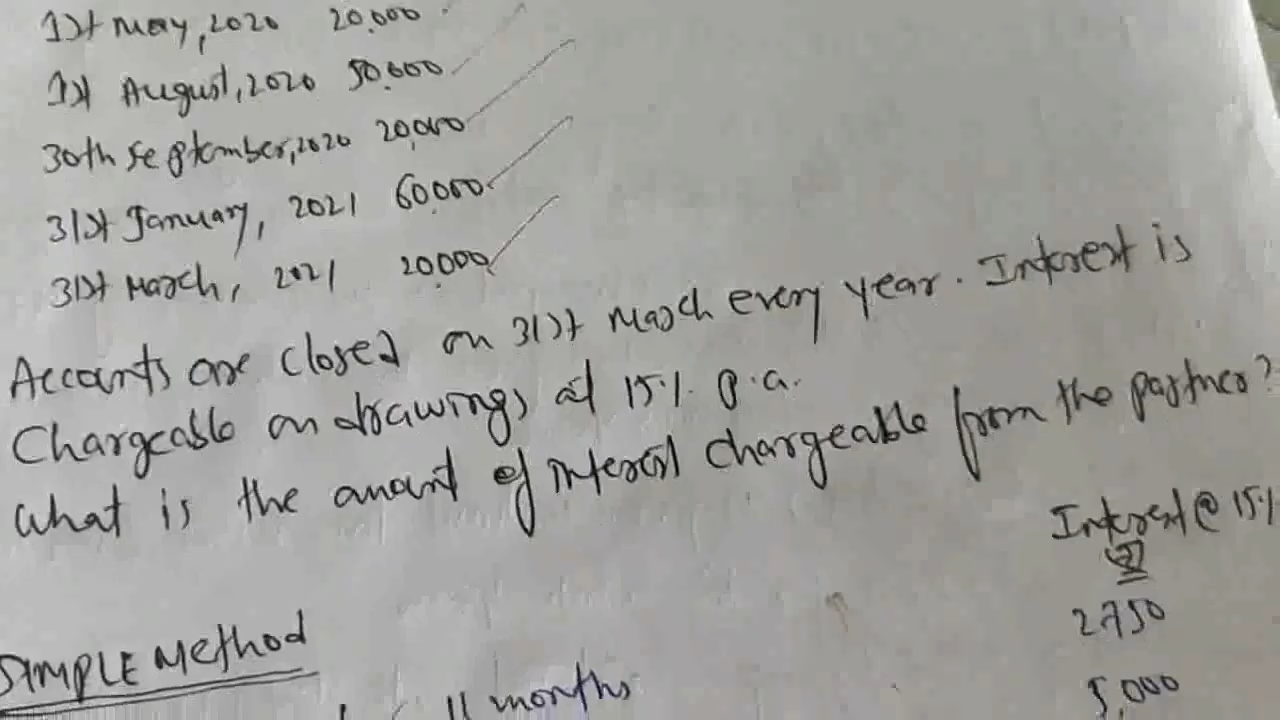 1st may, 2020 20,000
1st August, 2020 50,000
30th september, 2020 20,000
31st January, 2021 60,000
31st March, 2021 20,000
Accounts are closed on 31st March every year. Interest is
Chargeable on drawings at 15% p.a.
what is the amount of interest chargeable from the partner?
Interest @ 15%
2750
5,000
SIMPLE Method
11 months